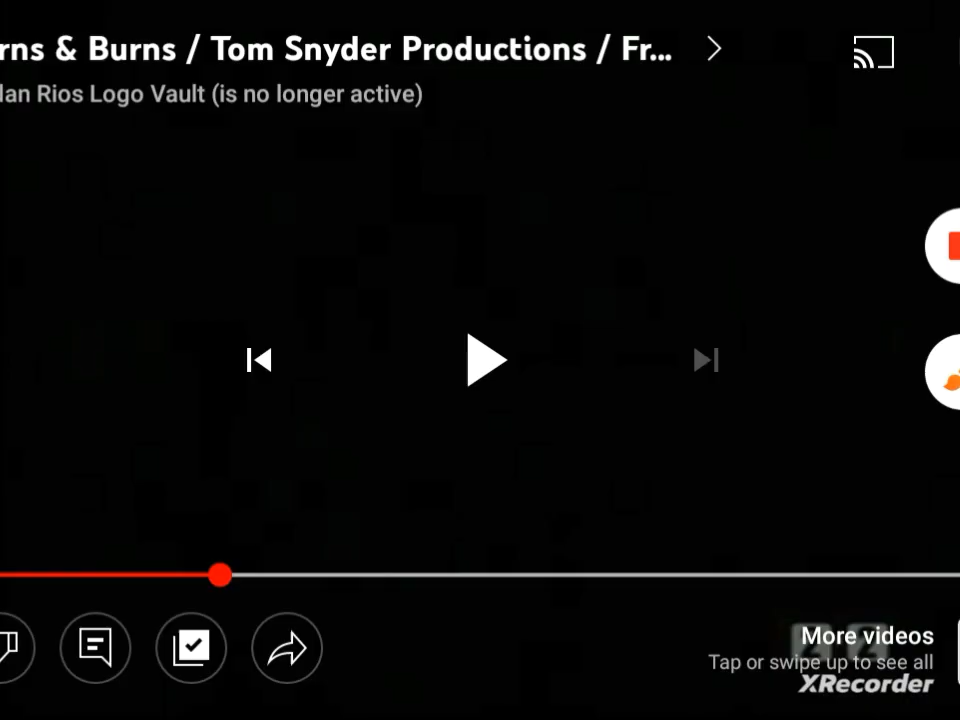 rns & Burns / Tom Snyder Productions / Fr...
lan Rios Logo Vault (is no longer active)
More videos
Tap or swipe up to see all
XRecorder